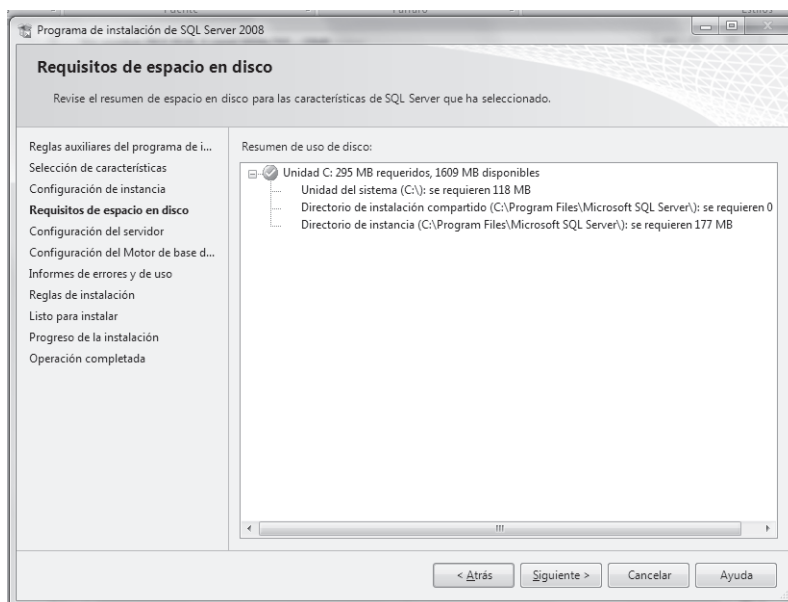 Programa de instalación de SQL Server 2008
Requisitos de espacio en disco
Revise el resumen de espacio en disco para las características de SQL Server que ha seleccionado.
Reglas auxiliares del programa de i...
Selección de características
Configuración de instancia
Requisitos de espacio en disco
Configuración del servidor
Configuración del Motor de base d...
Informes de errores y de uso
Reglas de instalación
Listo para instalar
Progreso de la instalación
Operación completada
Resumen de uso de disco:
Unidad C: 295 MB requeridos, 1609 MB disponibles
Unidad del sistema (C:\): se requieren 118 MB
Directorio de instalación compartido (C:\Program Files\Microsoft SQL Server\): se requieren 0
Directorio de instancia (C:\Program Files\Microsoft SQL Server\): se requieren 177 MB
< Atrás
Siguiente >
Cancelar
Ayuda